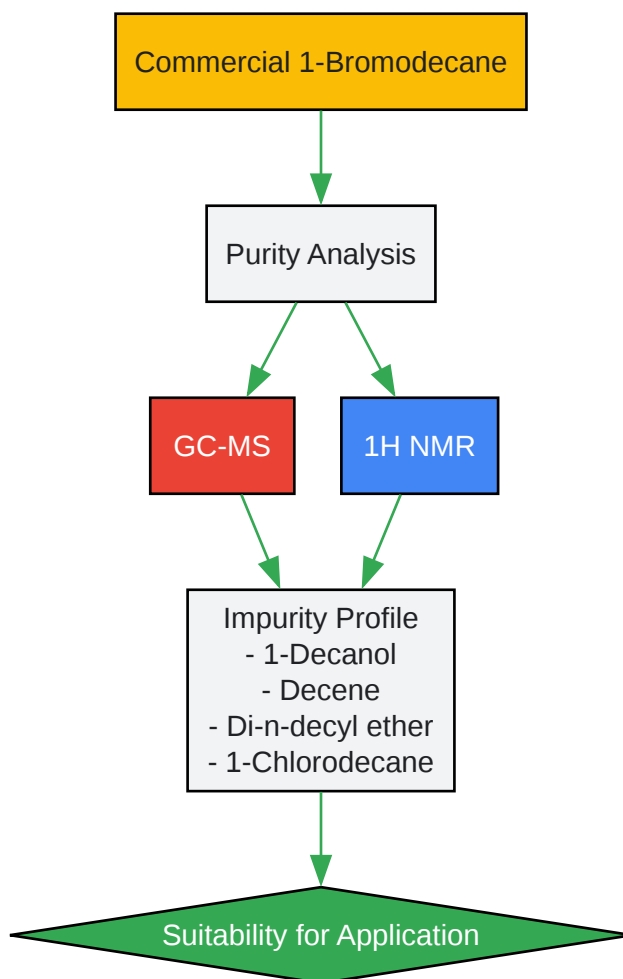 Commercial 1-Bromodecane
Purity Analysis
GC-MS
1H NMR
Impurity Profile
- 1-Decanol
- Decene
- Di-n-decyl ether
- 1-Chlorodecane
Suitability for Application